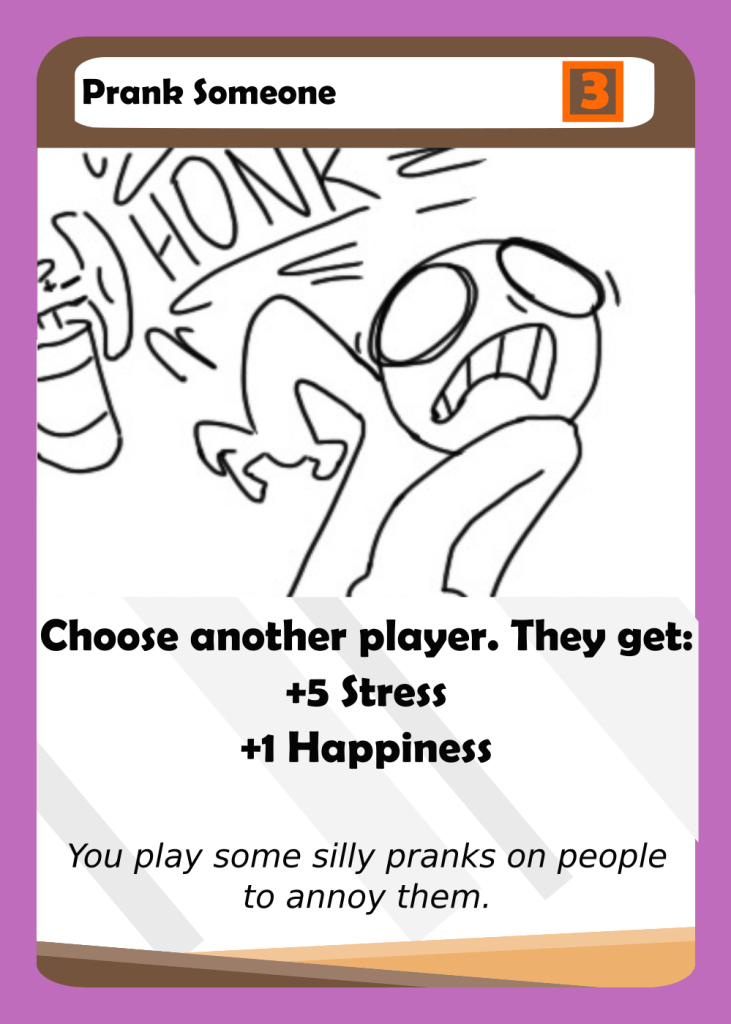 Prank Someone
3
HONK
Choose another player. They get:
+5 Stress
+1 Happiness
You play some silly pranks on people
to annoy them.